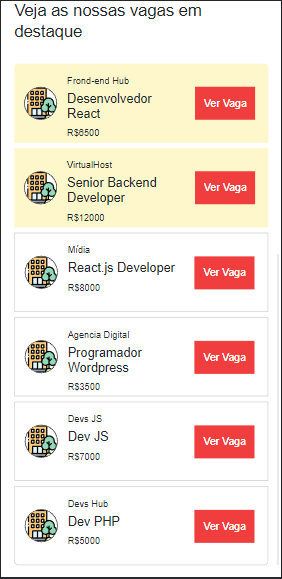 Veja as nossas vagas em
destaque
Frond-end Hub
Desenvolvedor
React
R$6500
Ver Vaga
VirtualHost
Senior Backend
Developer
R$12000
Ver Vaga
Mídia
React.js Developer
R$8000
Ver Vaga
Agencia Digital
Programador
Wordpress
R$3500
Ver Vaga
Devs JS
Dev JS
R$7000
Ver Vaga
Devs Hub
Dev PHP
R$5000
Ver Vaga